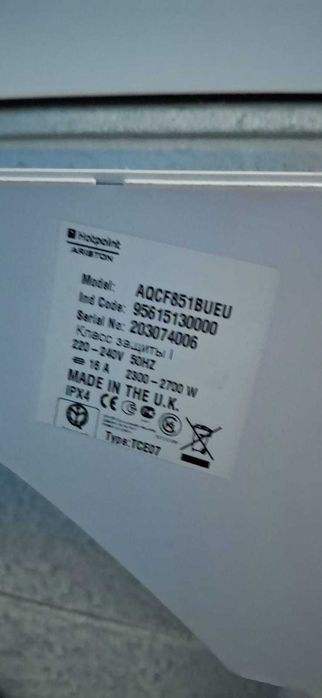 Hotpoint
ARISTON
Model: AQCF851BUEU
Ind Code: 95615130000
Serial No: 203074006
Класс защиты I
220-240V 50HZ
16 A 2300-2700 W
MADE IN THE U.K.
IPX4 CE
Type:TCE07